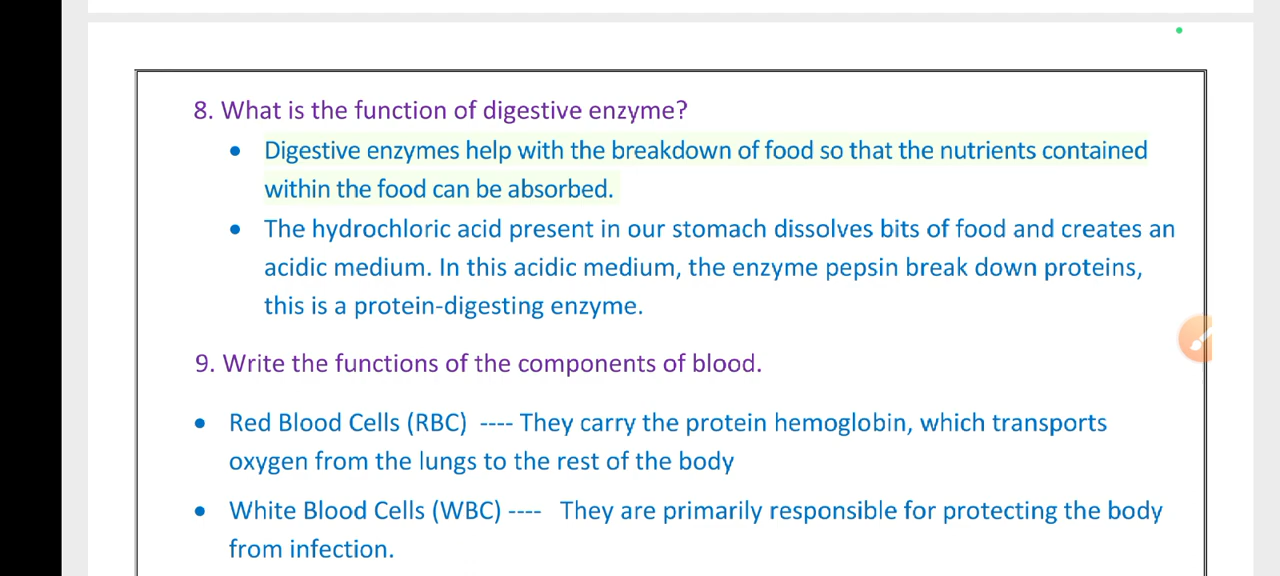 8. What is the function of digestive enzyme?
• Digestive enzymes help with the breakdown of food so that the nutrients contained
within the food can be absorbed.
• The hydrochloric acid present in our stomach dissolves bits of food and creates an
acidic medium. In this acidic medium, the enzyme pepsin break down proteins,
this is a protein-digesting enzyme.
9. Write the functions of the components of blood.
• Red Blood Cells (RBC) ---- They carry the protein hemoglobin, which transports
oxygen from the lungs to the rest of the body
• White Blood Cells (WBC) ---- They are primarily responsible for protecting the body
from infection.